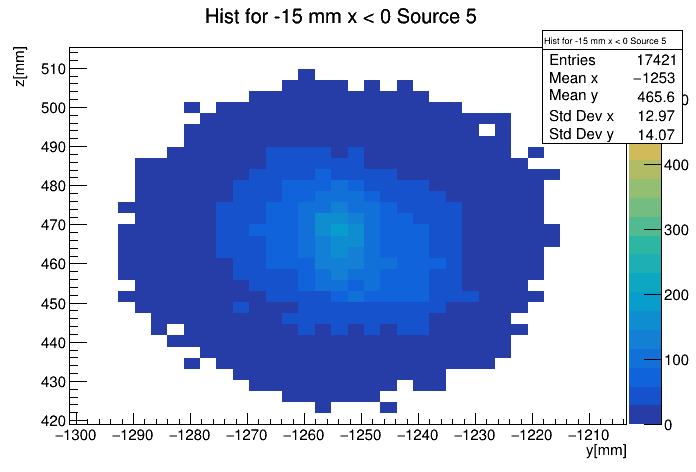 Hist for -15 mm x < 0 Source 5
z[mm]
Hist for -15 mm x < 0 Source 5
Entries 17421
Mean x −1253
Mean y 465.6
Std Dev x 12.97
Std Dev y 14.07
510
500
490
480
470
460
450
440
430
420
0
400
300
200
100
0
−1300 −1290 −1280 −1270 −1260 −1250 −1240 −1230 −1220 −1210
y[mm]